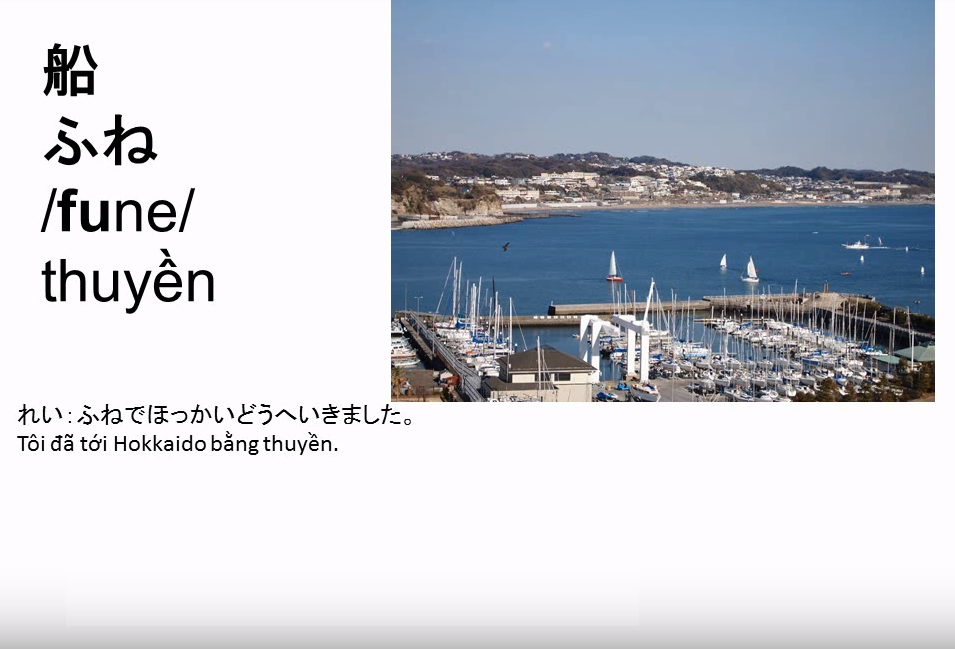 船
ふね
/fune/
thuyền
れい：ふねでほっかいどうへいきました。
Tôi đã tới Hokkaido bằng thuyền.